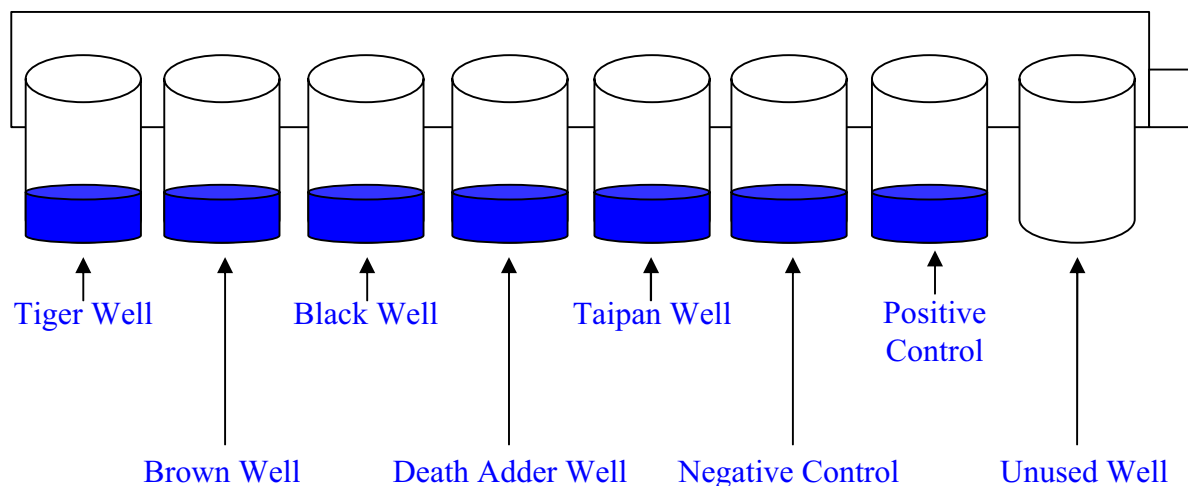 Tiger Well
Black Well
Taipan Well
Positive
Control
Brown Well
Death Adder Well
Negative Control
Unused Well